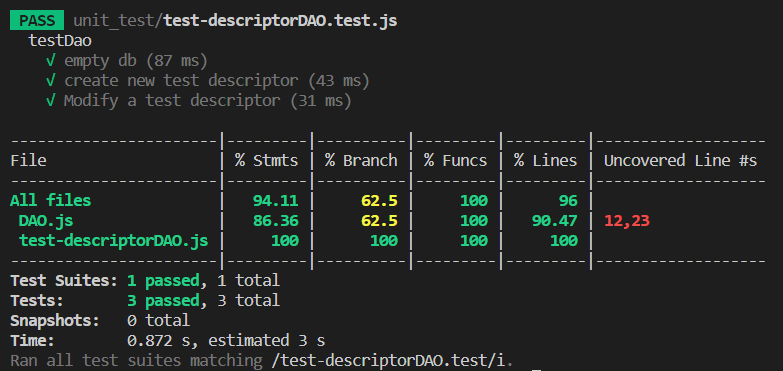 PASS unit_test/test-descriptorDAO.test.js
testDao
√ empty db (87 ms)
√ create new test descriptor (43 ms)
√ Modify a test descriptor (31 ms)
-----------------------|---------|----------|---------|---------|-------------------
File | % Stmts | % Branch | % Funcs | % Lines | Uncovered Line #s
-----------------------|---------|----------|---------|---------|-------------------
All files | 94.11 | 62.5 | 100 | 96 |
DAO.js | 86.36 | 62.5 | 100 | 90.47 | 12,23
test-descriptorDAO.js | 100 | 100 | 100 | 100 |
-----------------------|---------|----------|---------|---------|-------------------
Test Suites: 1 passed, 1 total
Tests: 3 passed, 3 total
Snapshots: 0 total
Time: 0.872 s, estimated 3 s
Ran all test suites matching /test-descriptorDAO.test/i.